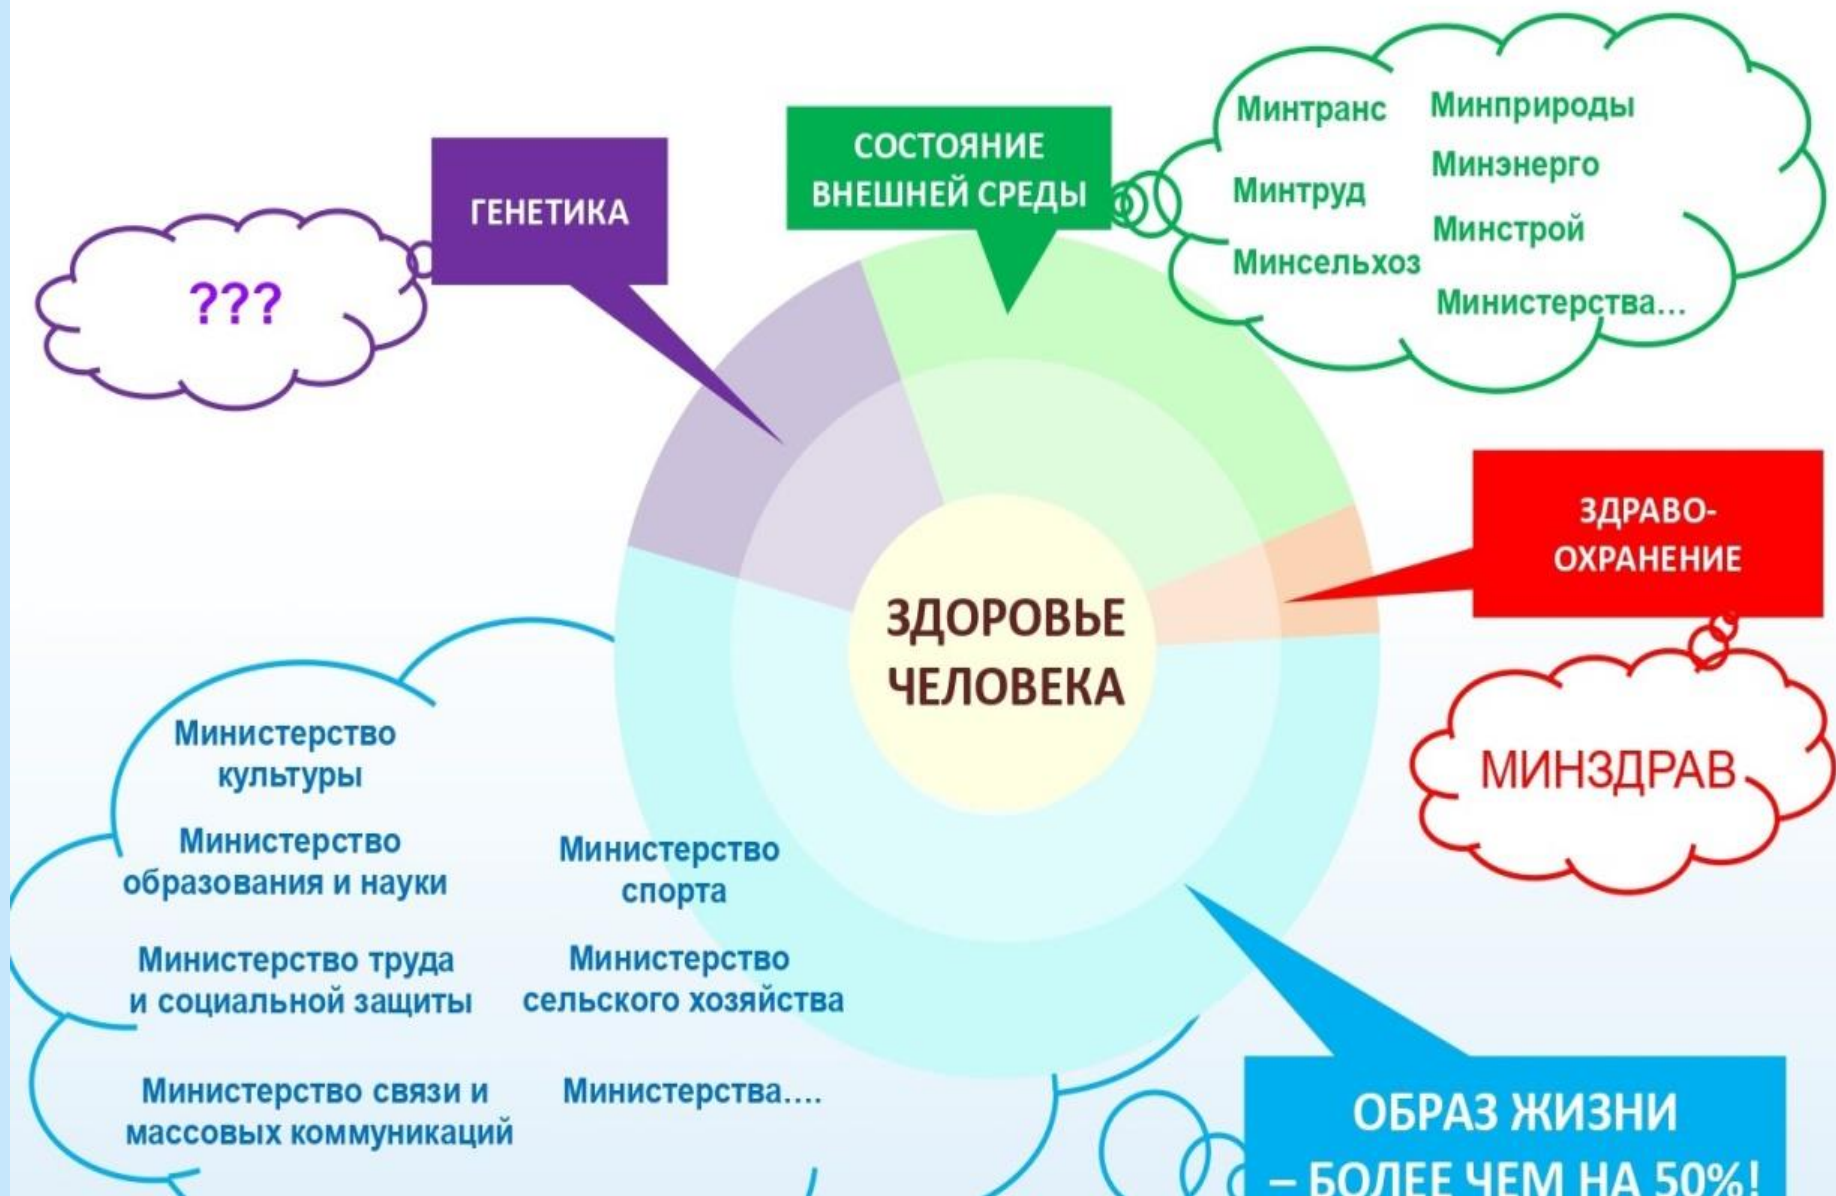 ГЕНЕТИКА
???
СОСТОЯНИЕ
ВНЕШНЕЙ СРЕДЫ
Минтранс
Минприроды
Минтруд
Минэнерго
Минсельхоз
Минстрой
Министерства...
ЗДРАВО-
ОХРАНЕНИЕ
МИНЗДРАВ
ЗДОРОВЬЕ
ЧЕЛОВЕКА
Министерство
культуры
Министерство
образования и науки
Министерство
спорта
Министерство труда
и социальной защиты
Министерство
сельского хозяйства
Министерство связи и
массовых коммуникаций
Министерства....
ОБРАЗ ЖИЗНИ
– БОЛЕЕ ЧЕМ НА 50%!